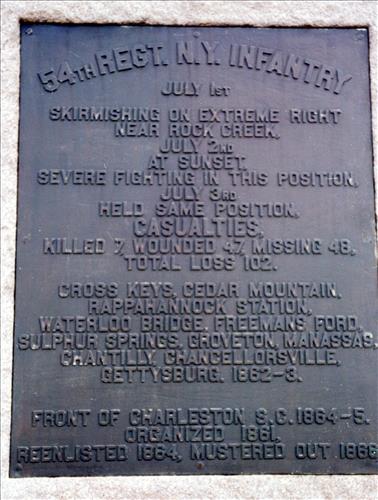 54TH REGT. N.Y. INFANTRY
JULY 1ST
SKIRMISHING ON EXTREME RIGHT
NEAR ROCK CREEK,
JULY 2ND
AT SUNSET,
SEVERE FIGHTING IN THIS POSITION,
JULY 3RD
HELD SAME POSITION,
CASUALTIES,
KILLED 7, WOUNDED 47, MISSING 48,
TOTAL LOSS 102.
CROSS KEYS, CEDAR MOUNTAIN,
RAPPAHANNOCK STATION,
WATERLOO BRIDGE, FREEMANS FORD,
SULPHUR SPRINGS, GROVETON, MANASSAS,
CHANTILLY, CHANCELLORSVILLE,
GETTYSBURG. 1862-3.
FRONT OF CHARLESTON S.C. 1864-5.
ORGANIZED 1861,
REENLISTED 1864, MUSTERED OUT 1866